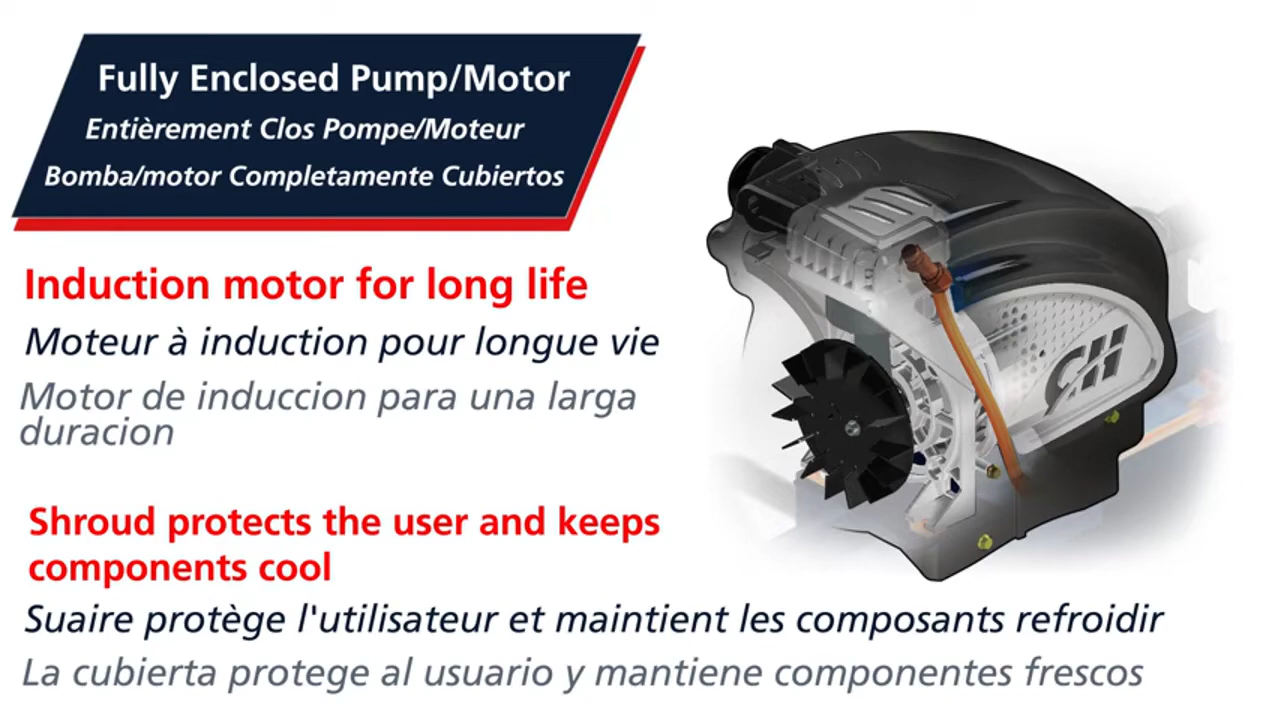 Fully Enclosed Pump/Motor
Entièrement Clos Pompe/Moteur
Bomba/motor Completamente Cubiertos
Induction motor for long life
Moteur à induction pour longue vie
Motor de induccion para una larga
duracion
CH
Shroud protects the user and keeps
components cool
Suaire protège l'utilisateur et maintient les composants refroidir
La cubierta protege al usuario y mantiene componentes frescos